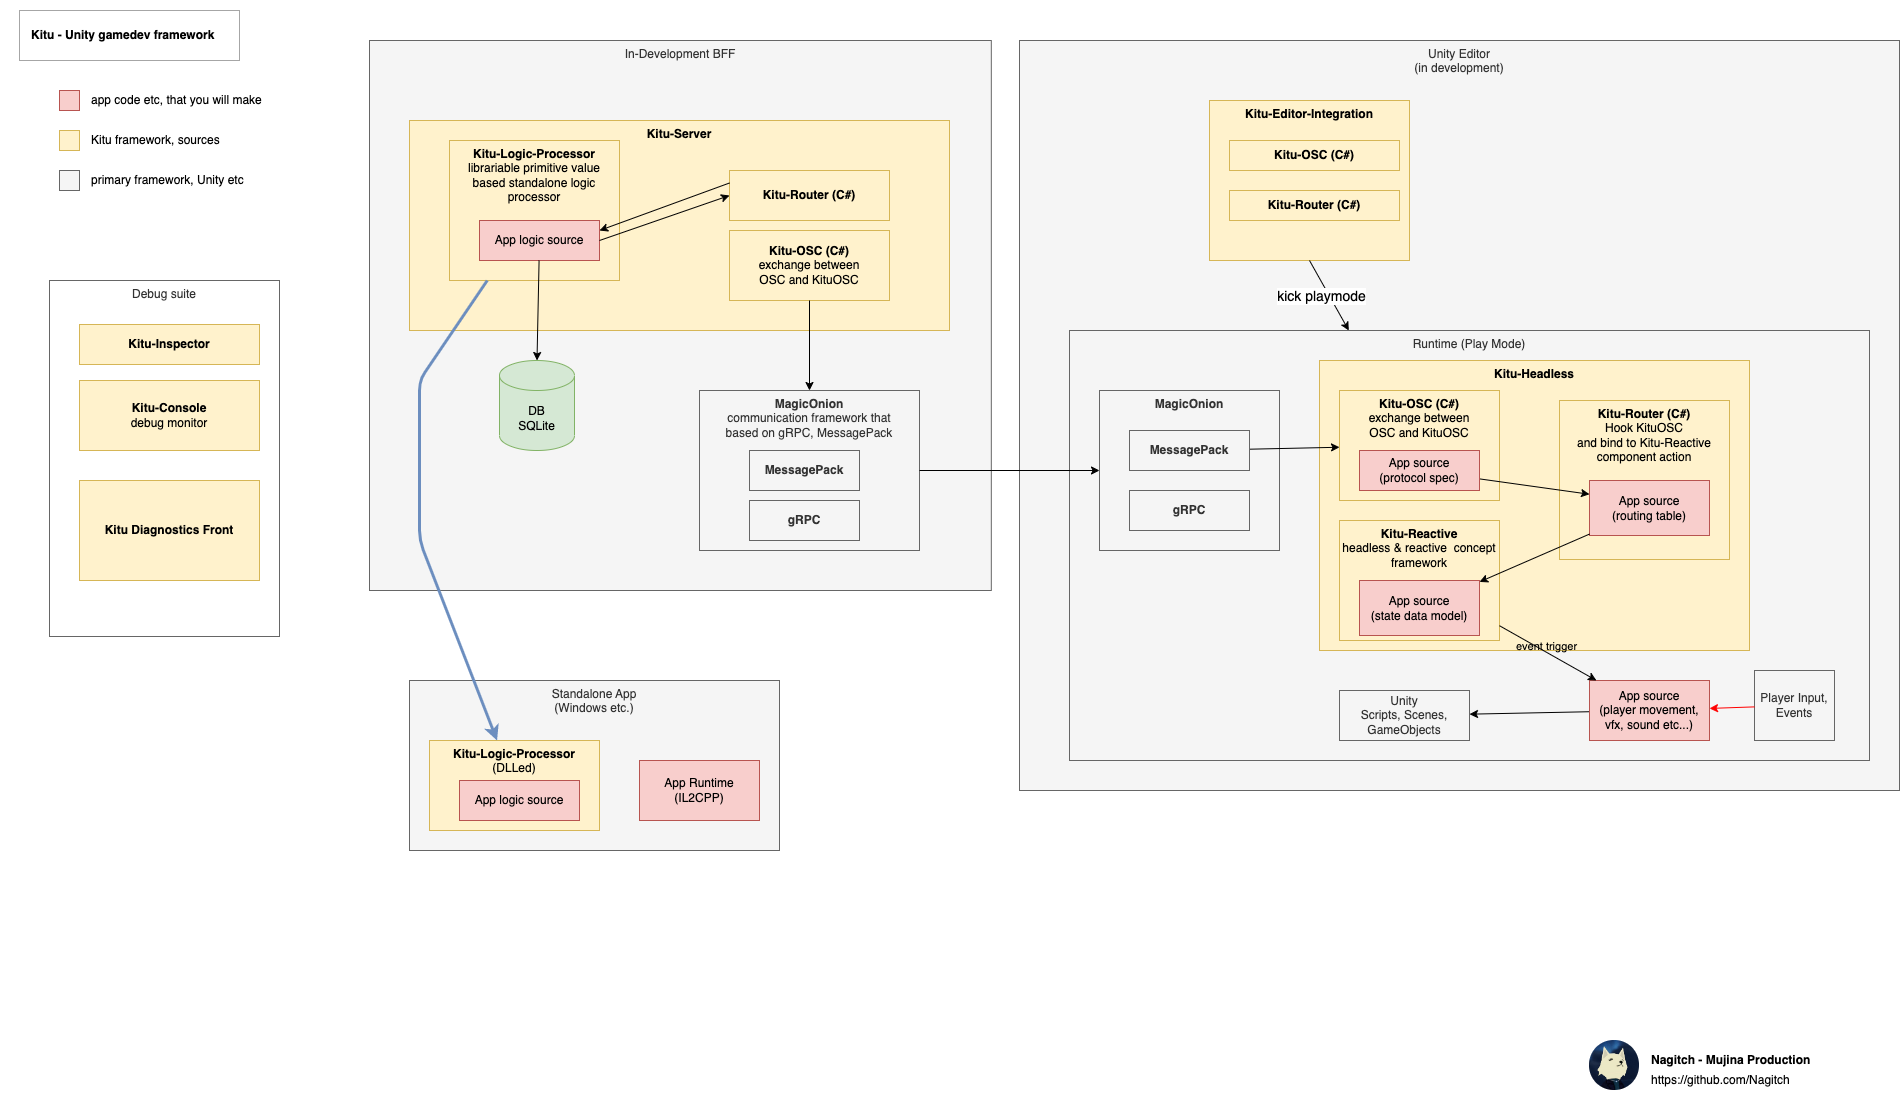 Kitu - Unity gamedev framework
app code etc, that you will make
Kitu framework, sources
primary framework, Unity etc
Debug suite
Kitu-Inspector
Kitu-Console
debug monitor
Kitu Diagnostics Front
In-Development BFF
Kitu-Server
Kitu-Logic-Processor
librariable primitive value
based standalone logic
processor
App logic source
Kitu-Router (C#)
Kitu-OSC (C#)
exchange between
OSC and KituOSC
DB
SQLite
MagicOnion
communication framework that
based on gRPC, MessagePack
MessagePack
gRPC
Standalone App
(Windows etc.)
Kitu-Logic-Processor
(DLLed)
App logic source
App Runtime
(IL2CPP)
Unity Editor
(in development)
Kitu-Editor-Integration
Kitu-OSC (C#)
Kitu-Router (C#)
kick playmode
Runtime (Play Mode)
MagicOnion
MessagePack
gRPC
Kitu-Headless
Kitu-OSC (C#)
exchange between
OSC and KituOSC
App source
(protocol spec)
Kitu-Router (C#)
Hook KituOSC
and bind to Kitu-Reactive
component action
App source
(routing table)
Kitu-Reactive
headless & reactive concept
framework
App source
(state data model)
event trigger
Unity
Scripts, Scenes,
GameObjects
App source
(player movement,
vfx, sound etc...)
Player Input,
Events
Nagitch - Mujina Production
https://github.com/Nagitch